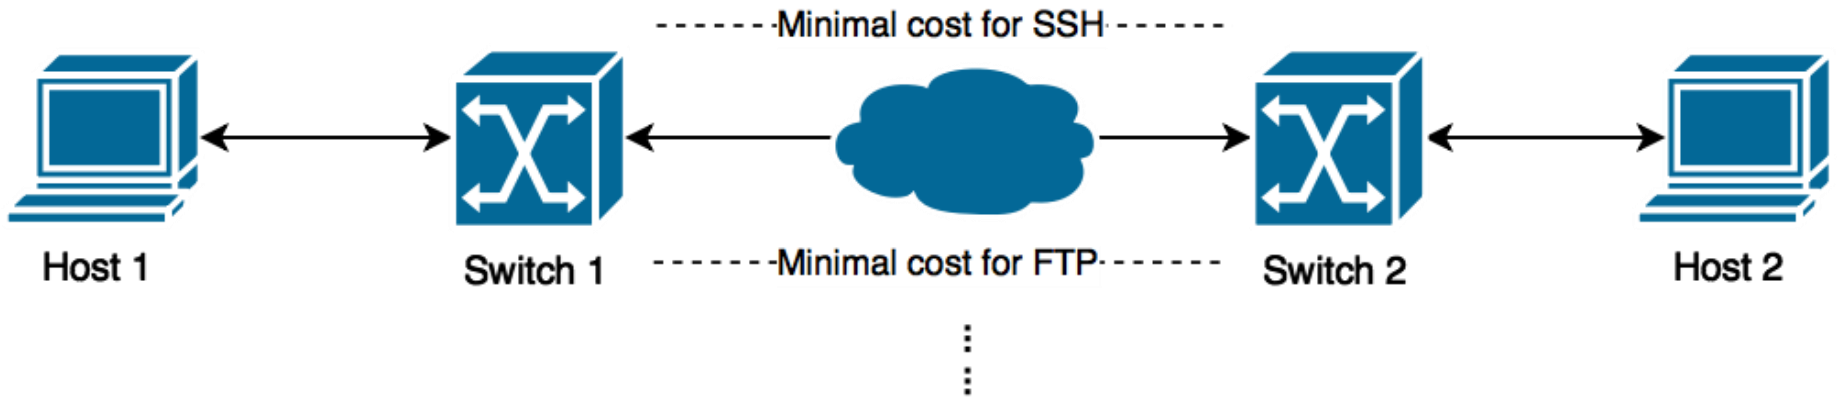 Minimal cost for SSH
Host 1
Switch 1
Minimal cost for FTP
Switch 2
Host 2